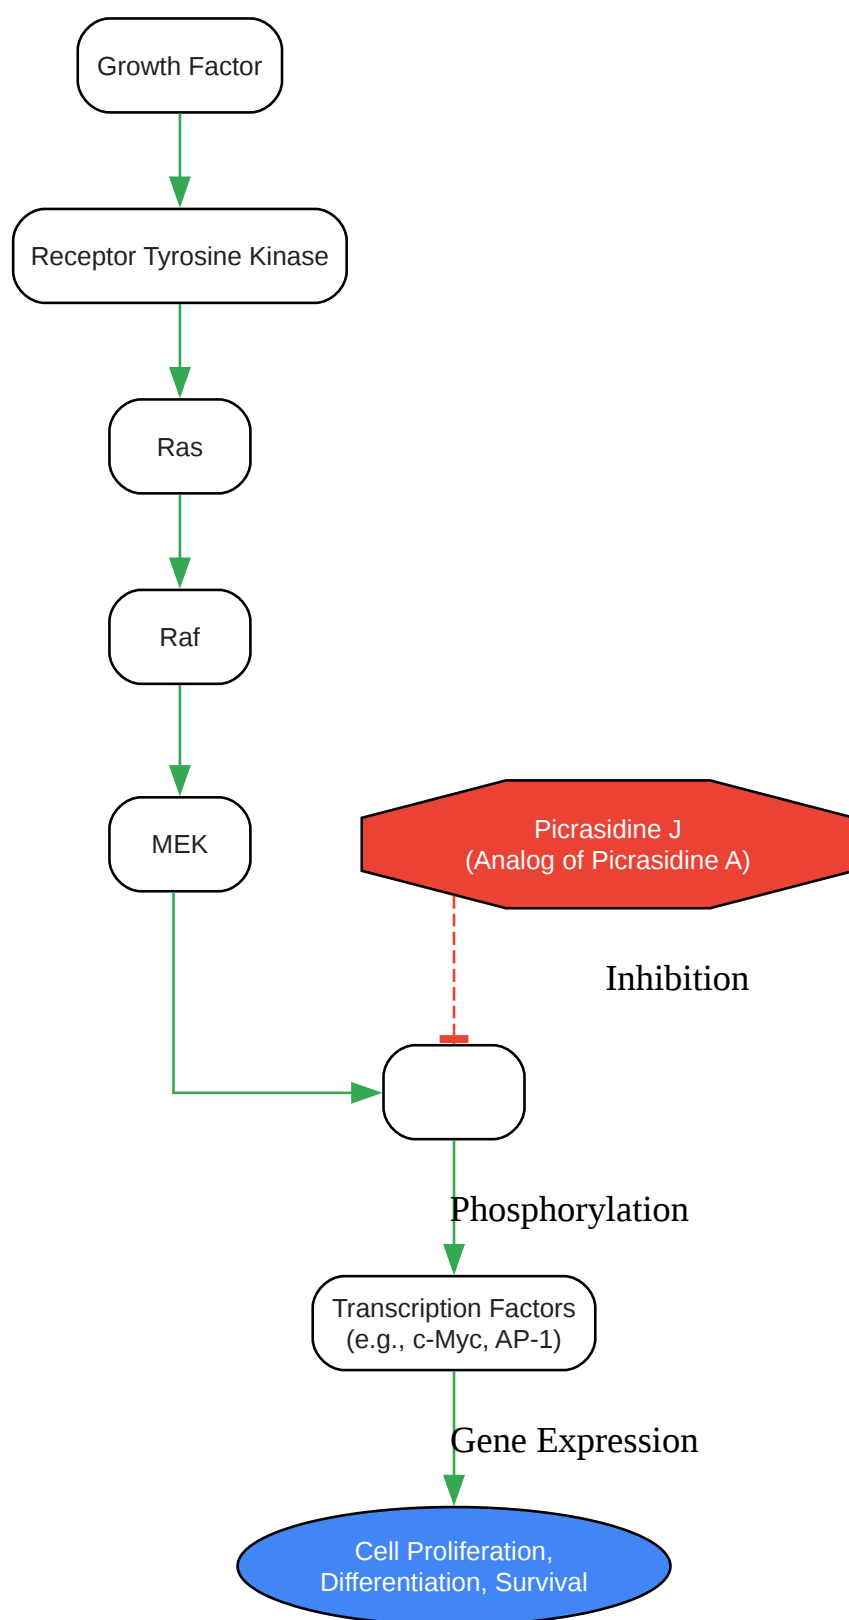 Growth Factor
Receptor Tyrosine Kinase
Ras
Raf
MEK
Picrasidine J
(Analog of Picrasidine A)
Inhibition
Phosphorylation
Transcription Factors
(e.g., c-Myc, AP-1)
Gene Expression
Cell Proliferation,
Differentiation, Survival